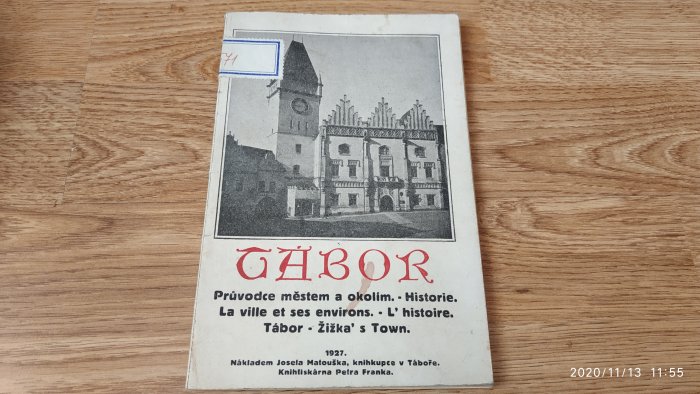 71
TÁBOR
Průvodce městem a okolím. - Historie.
La ville et ses environs. - L' histoire.
Tábor - Žižka' s Town.
1927.
Nákladem Josefa Matouška, knihkupce v Táboře.
Knihtiskárna Petra Franka.
2020/11/13 11:55